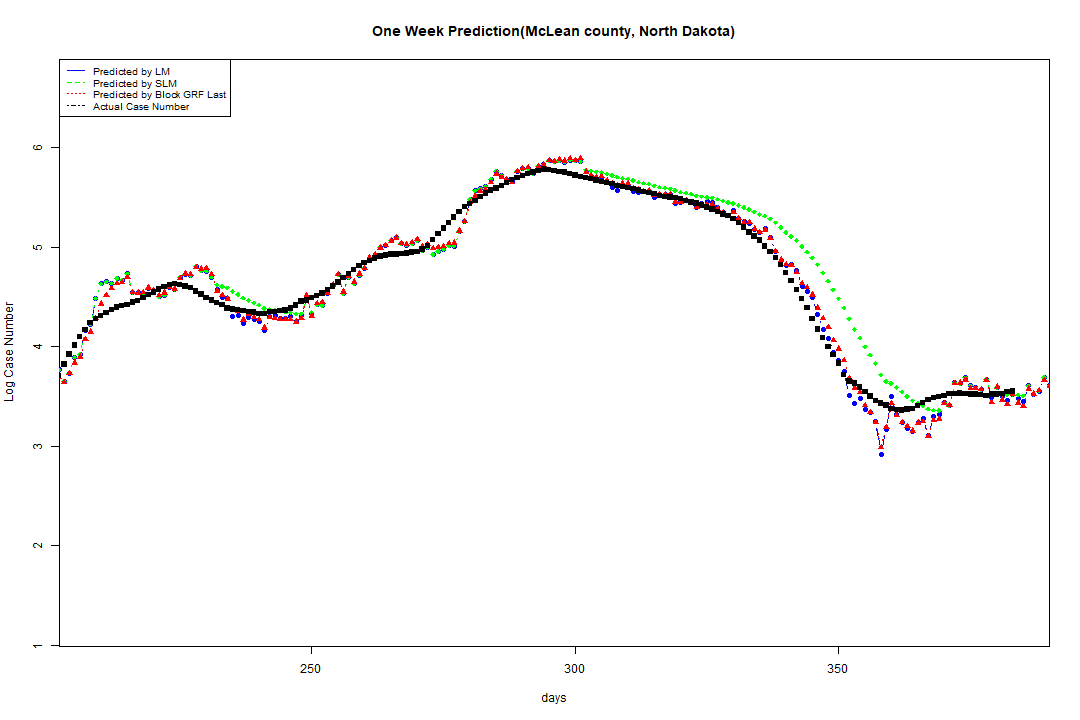 One Week Prediction(McLean county, North Dakota)
Predicted by LM
Predicted by SLM
Predicted by Block GRF Last
Actual Case Number
6
5
4
3
2
1
Log Case Number
250
300
350
days